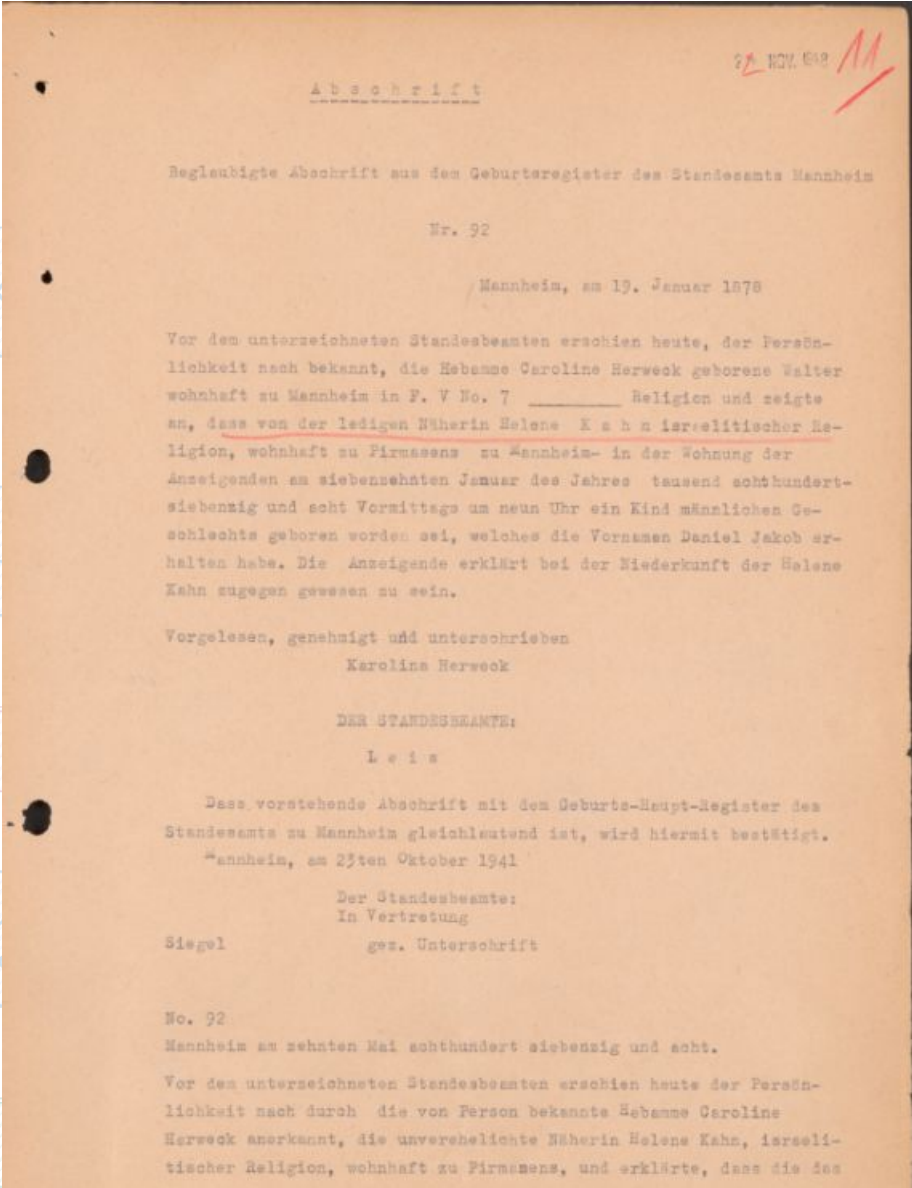 NOV. 11
Abschrift
Beglaubigte Abschrift aus dem Geburtsregister des Standesamts Mannheim
Nr. 92
Mannheim, am 19. Januar 1878
Vor dem unterzeichneten Standesbeamten erschien heute, der Persön-
lichkeit nach bekannt, die Hebamme Caroline Herweck geborene Walter
wohnhaft zu Mannheim in F. V No. 7 _________ Religion und zeigte
an, dass von der ledigen Näherin Helene K a h n israelitischer Re-
ligion, wohnhaft zu Pirmasens zu Mannheim- in der Wohnung der
Anzeigenden am siebenzehnten Januar des Jahres tausend achthundert-
siebenzig und acht Vormittags um neun Uhr ein Kind männlichen Ge-
schlechts geboren worden sei, welches die Vornamen Daniel Jakob er-
halten habe. Die Anzeigende erklärt bei der Niederkunft der Helene
Kahn zugegen gewesen zu sein.
Vorgelesen, genehmigt und unterschrieben
Karolina Herweck
DER STANDESBEAMTE:
L e i s
Dass vorstehende Abschrift mit dem Geburts-Haupt-Register des
Standesamts zu Mannheim gleichlautend ist, wird hiermit bestätigt.
Mannheim, am 23ten Oktober 1941
Der Standesbeamte:
In Vertretung
Siegel gez. Unterschrift
No. 92
Mannheim am zehnten Mai achthundert siebenzig und acht.
Vor dem unterzeichneten Standesbeamten erschien heute der Persön-
lichkeit nach durch die von Person bekannte Hebamme Caroline
Herweck anerkannt, die unverehelichte Näherin Helene Kahn, israeli-
tischer Religion, wohnhaft zu Pirmasens, und erklärte, dass die das